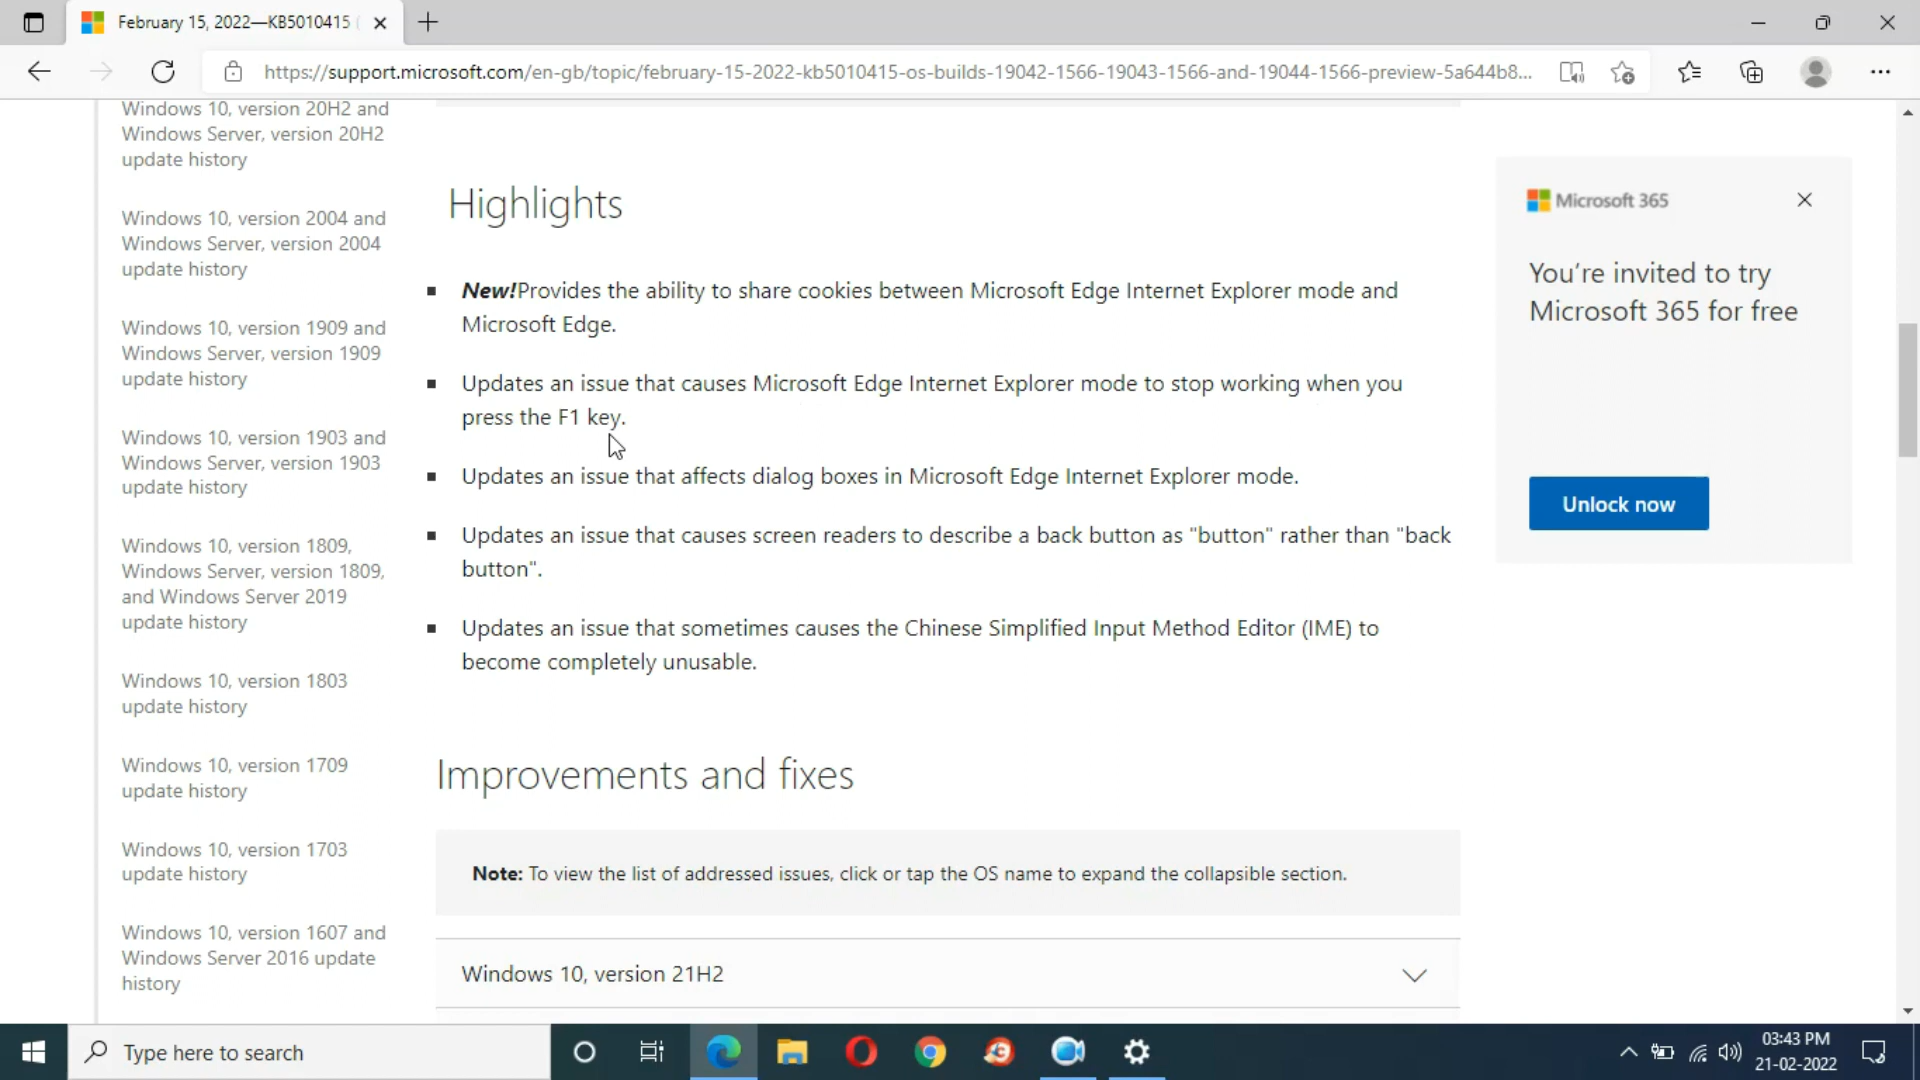 February 15, 2022—KB5010415 (
https://support.microsoft.com/en-gb/topic/february-15-2022-kb5010415-os-builds-19042-1566-19043-1566-and-19044-1566-preview-5a644b8...
Windows 10, version 20H2 and
Windows Server, version 20H2
update history
Windows 10, version 2004 and
Windows Server, version 2004
update history
Windows 10, version 1909 and
Windows Server, version 1909
update history
Windows 10, version 1903 and
Windows Server, version 1903
update history
Windows 10, version 1809,
Windows Server, version 1809,
and Windows Server 2019
update history
Windows 10, version 1803
update history
Windows 10, version 1709
update history
Windows 10, version 1703
update history
Windows 10, version 1607 and
Windows Server 2016 update
history
Highlights
New!Provides the ability to share cookies between Microsoft Edge Internet Explorer mode and
Microsoft Edge.
Updates an issue that causes Microsoft Edge Internet Explorer mode to stop working when you
press the F1 key.
Updates an issue that affects dialog boxes in Microsoft Edge Internet Explorer mode.
Updates an issue that causes screen readers to describe a back button as "button" rather than "back
button".
Updates an issue that sometimes causes the Chinese Simplified Input Method Editor (IME) to
become completely unusable.
Improvements and fixes
Note: To view the list of addressed issues, click or tap the OS name to expand the collapsible section.
Windows 10, version 21H2
Microsoft 365
You're invited to try
Microsoft 365 for free
Unlock now
Type here to search
03:43 PM
21-02-2022